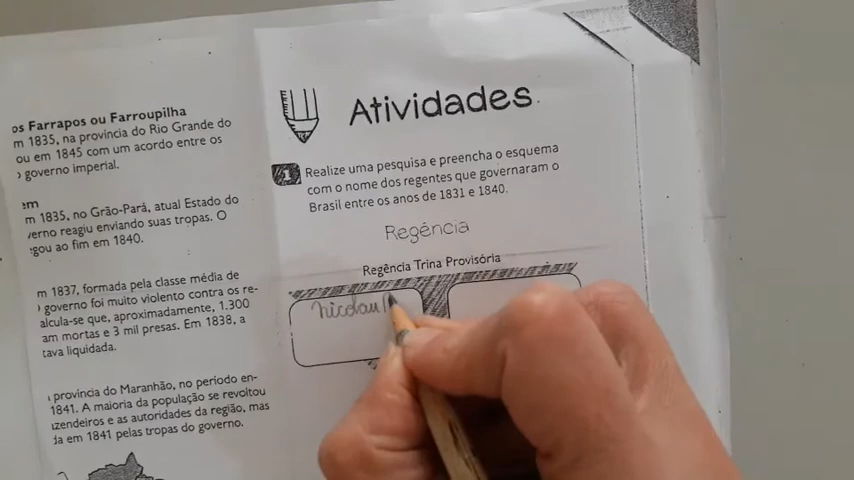 os Farrapos ou Farroupilha
m 1835, na província do Rio Grande do
ou em 1845 com um acordo entre os
governo imperial.
em
m 1835, no Grão-Pará, atual Estado do
verno reagiu enviando suas tropas. O
gou ao fim em 1840.
m 1837, formada pela classe média de
governo foi muito violento contra os re-
alcula-se que, aproximadamente, 1.300
am mortas e 3 mil presas. Em 1838, a
tava liquidada.
província do Maranhão, no período en-
1841. A maioria da população se revoltou
zendeiros e as autoridades da região, mas
da em 1841 pelas tropas do governo.
Atividades
1 Realize uma pesquisa e preencha o esquema
com o nome dos regentes que governaram o
Brasil entre os anos de 1831 e 1840.
Regência
Regência Trina Provisória
nicolau